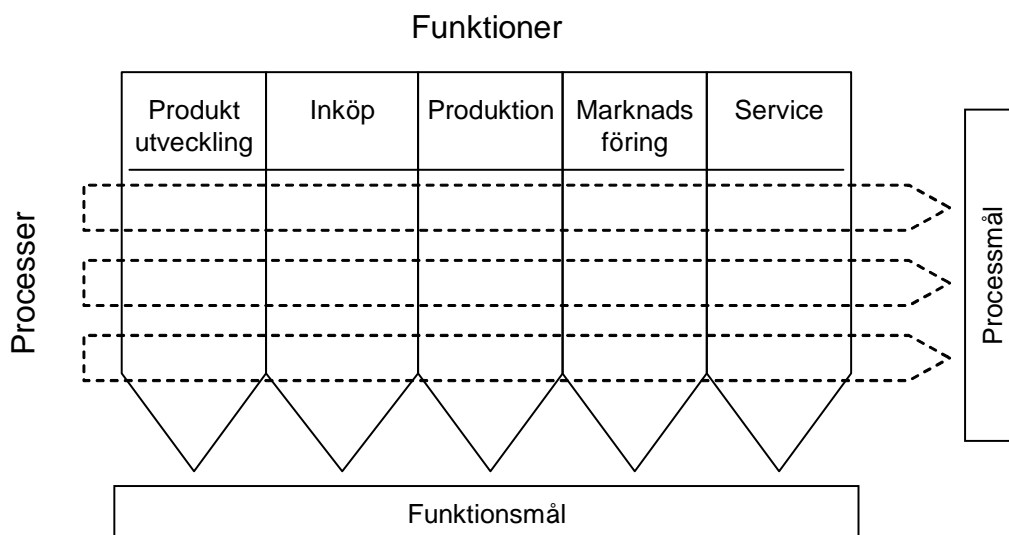 Funktioner
Produkt
utveckling
Inköp
Produktion
Marknads
föring
Service
Processer
Processmål
Funktionsmål